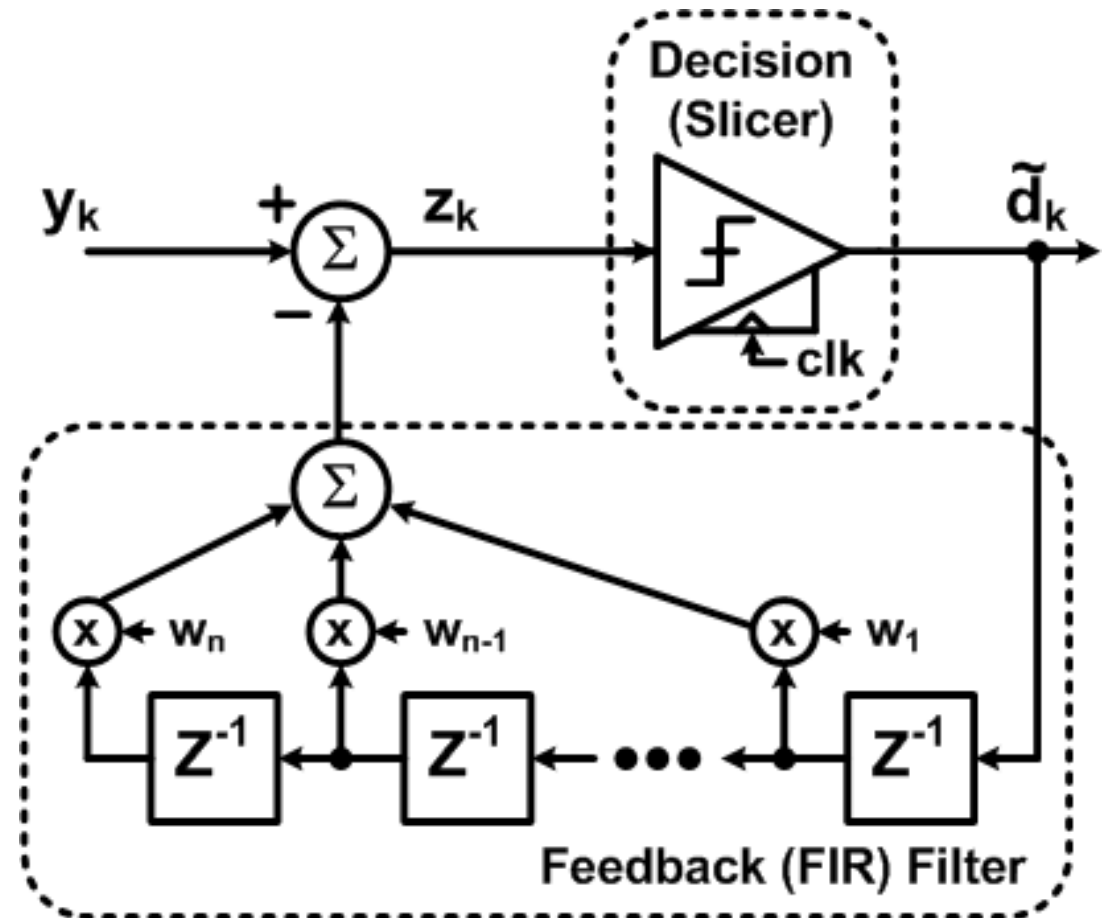 Decision
(Slicer)
yₖ
+
Σ
zₖ
d̃ₖ
−
clk
Σ
x
wₙ
x
wₙ₋₁
x
w₁
Z⁻¹
Z⁻¹
Z⁻¹
Feedback (FIR) Filter